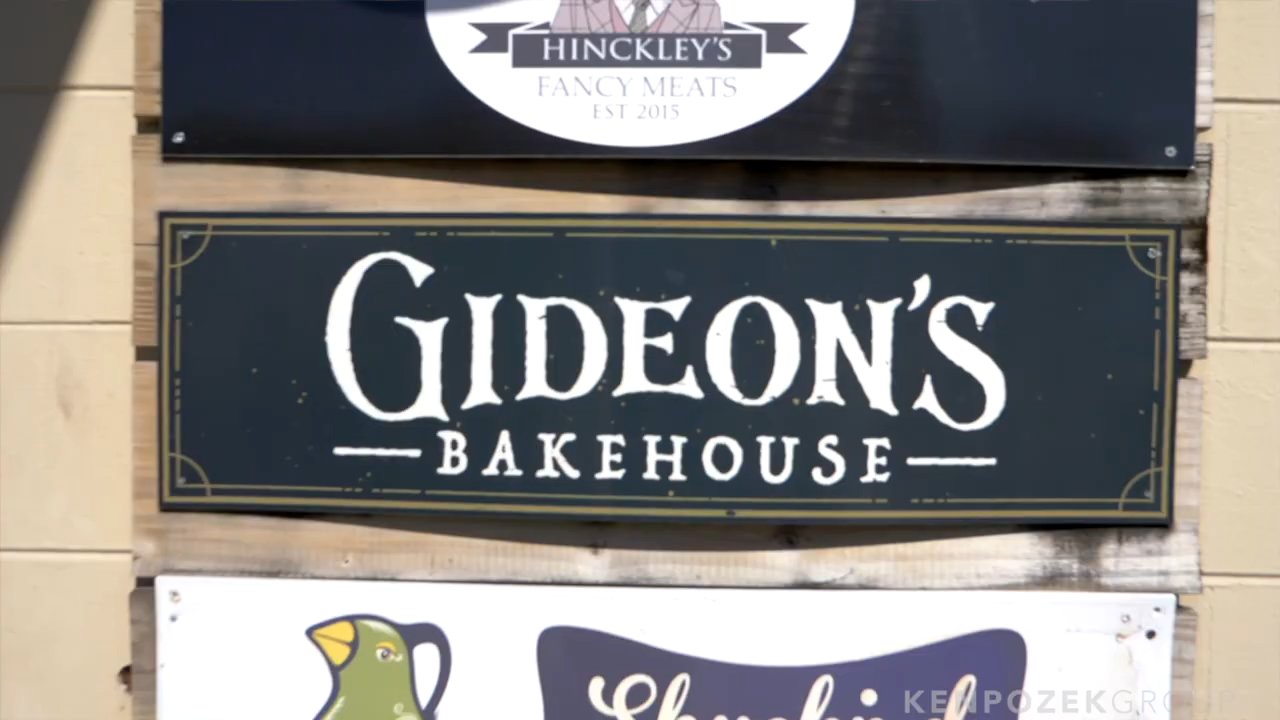 HINCKLEY'S
FANCY MEATS
EST 2015
GIDEON'S
BAKEHOUSE
KENPOZEKGROUP